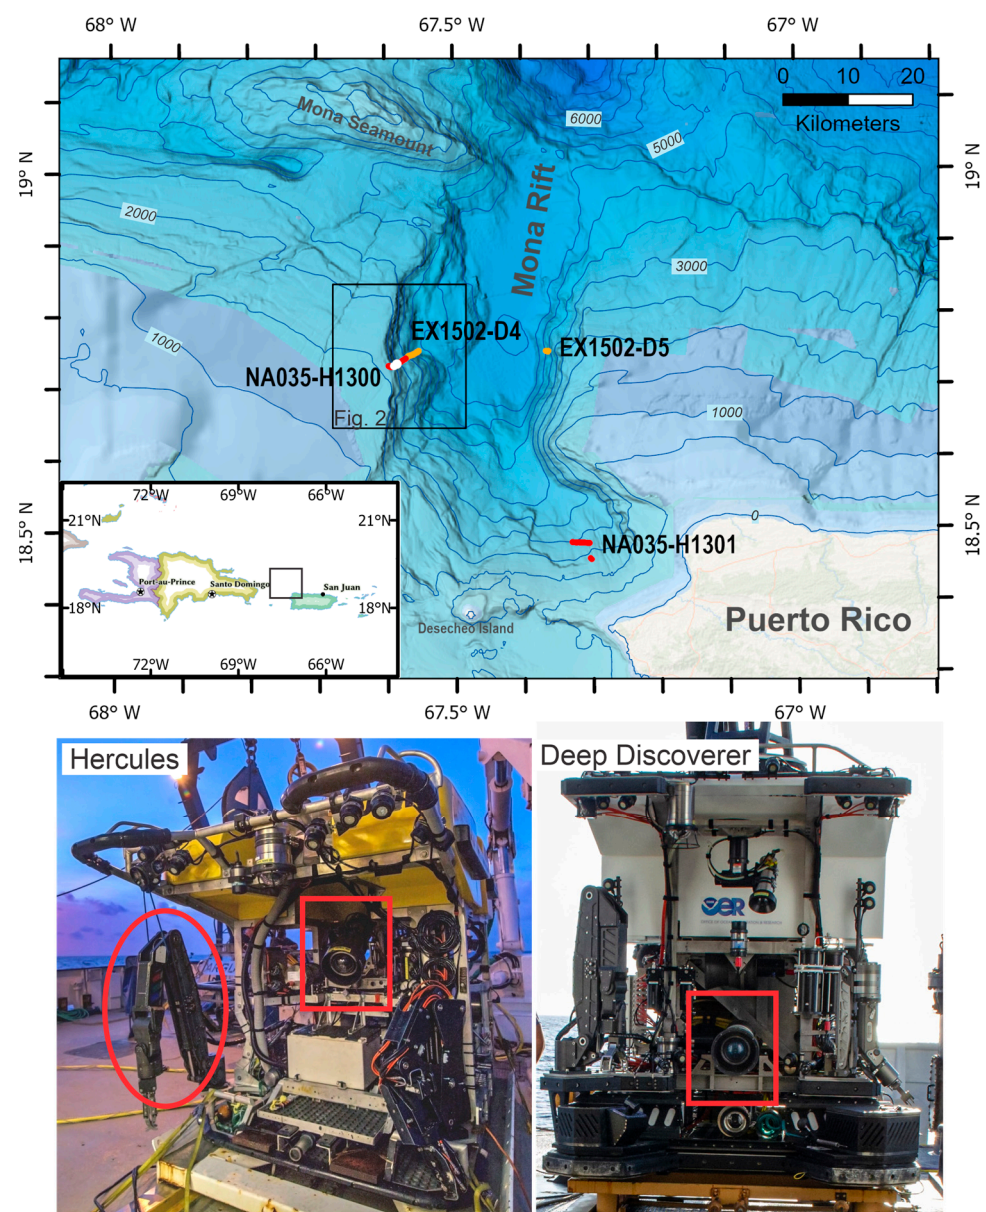 68° W 67.5° W 67° W
0 10 20
Kilometers
Mona Seamount
6000
5000
19° N
19° N
Mona Rift
2000
3000
1000
EX1502-D4
EX1502-D5
NA035-H1300
Fig. 2
1000
0
18.5° N
18.5° N
NA035-H1301
Puerto Rico
Desecheo Island
72°W 69°W 66°W
21°N 21°N
Port-au-Prince
Santo Domingo
San Juan
18°N 18°N
72°W 69°W 66°W
68° W 67.5° W 67° W
Hercules
Deep Discoverer
OER